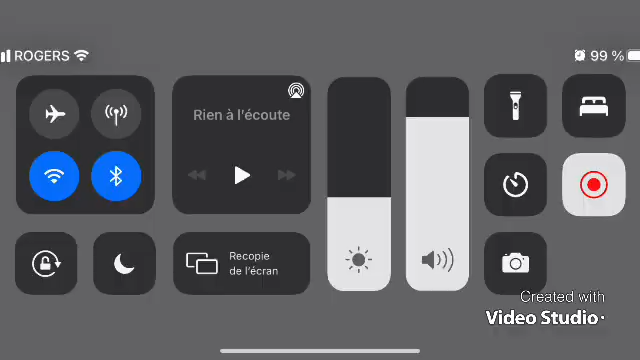 ROGERS
99 %
Rien à l'écoute
Recopie
de l'écran
Created with
Video Studio